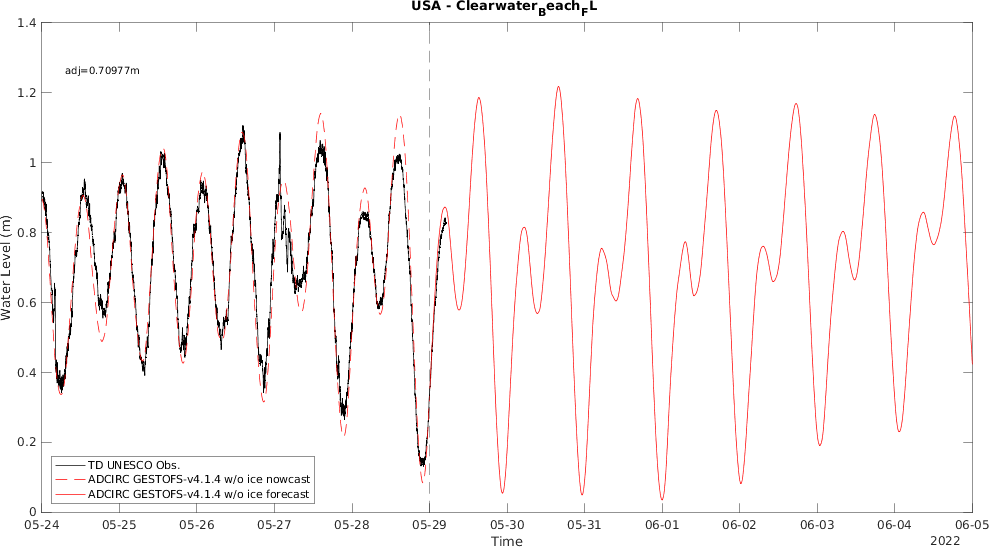 USA - Clearwater_Beach_FL
1.4
adj=0.70977m
1.2
1
0.8
Water Level (m)
0.6
0.4
0.2
TD UNESCO Obs.
ADCIRC GESTOFS-v4.1.4 w/o ice nowcast
ADCIRC GESTOFS-v4.1.4 w/o ice forecast
0
05-24 05-25 05-26 05-27 05-28 05-29 05-30 05-31 06-01 06-02 06-03 06-04 06-05
Time
2022